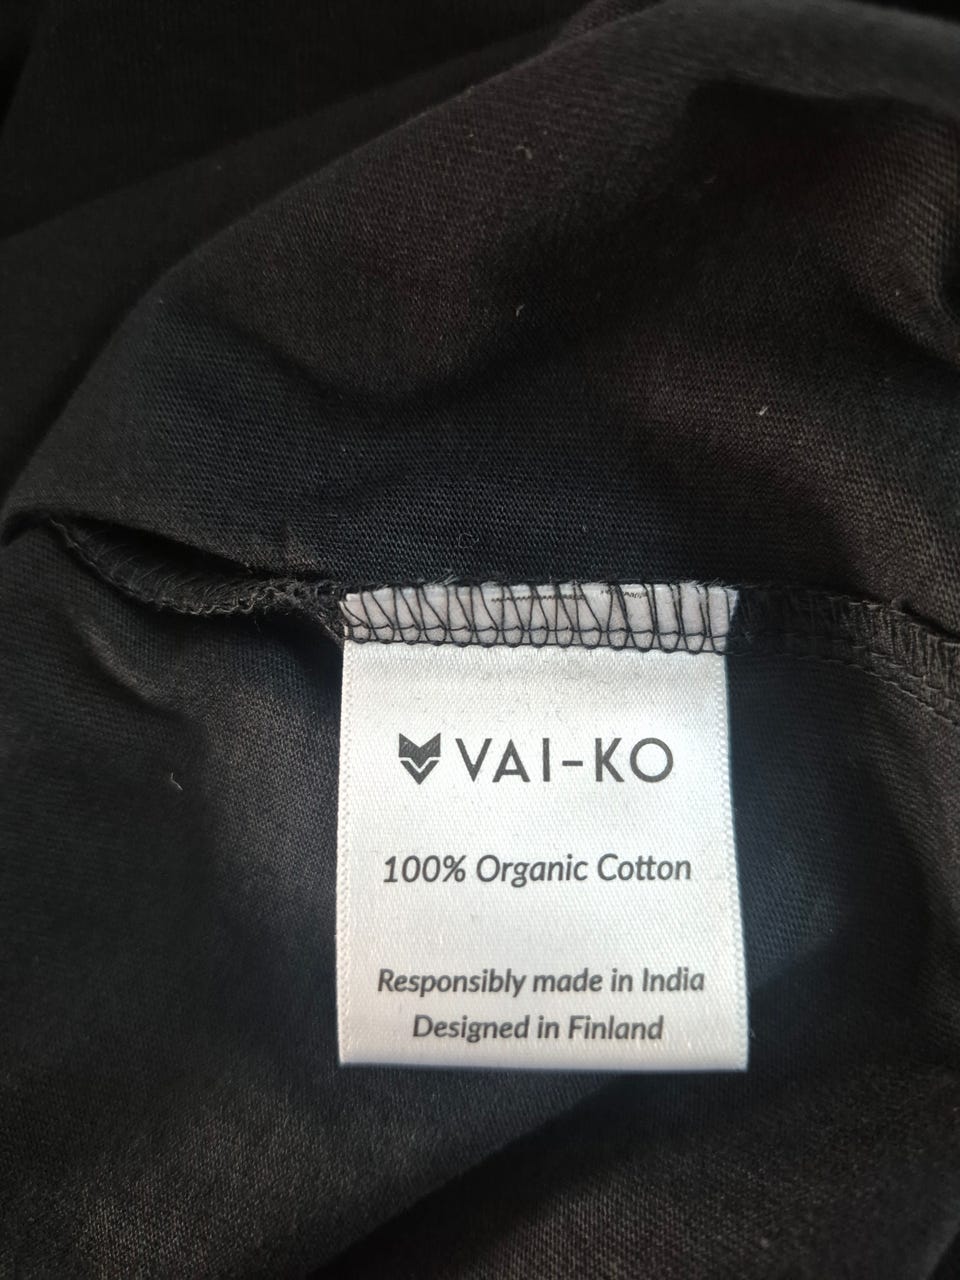 VAI-KO
100% Organic Cotton
Responsibly made in India
Designed in Finland